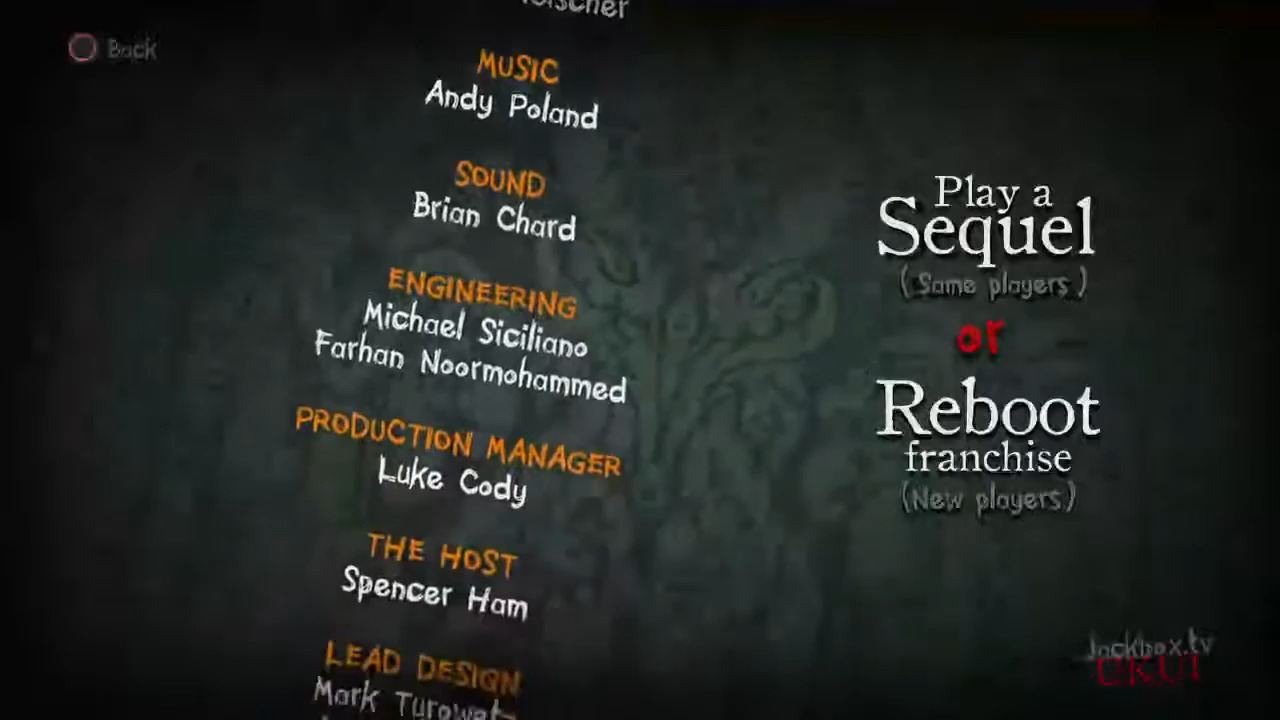 Back
MUSIC
Andy Poland
SOUND
Brian Chard
ENGINEERING
Michael Siciliano
Farhan Noormohammed
PRODUCTION MANAGER
Luke Cody
THE HOST
Spencer Ham
LEAD DESIGN
Mark
Play a
Sequel
(Same players)
or
Reboot
franchise
(New players)
Jackbox.tv